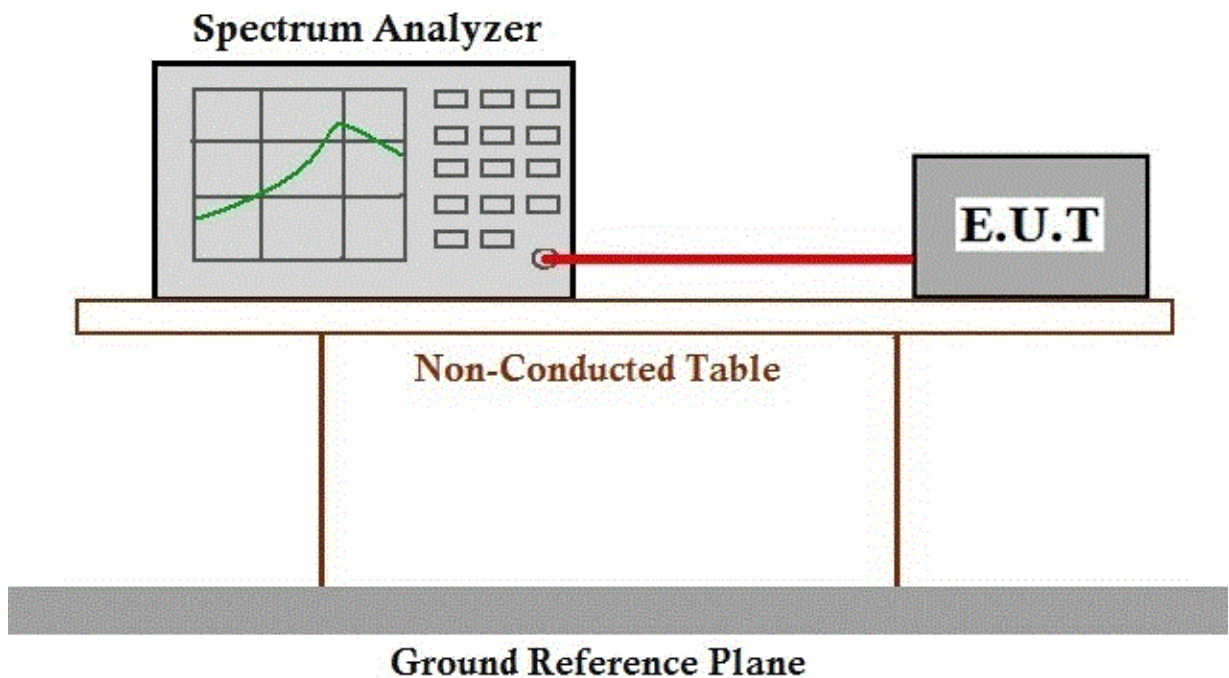 Spectrum Analyzer
E.U.T
Non-Conducted Table
Ground Reference Plane